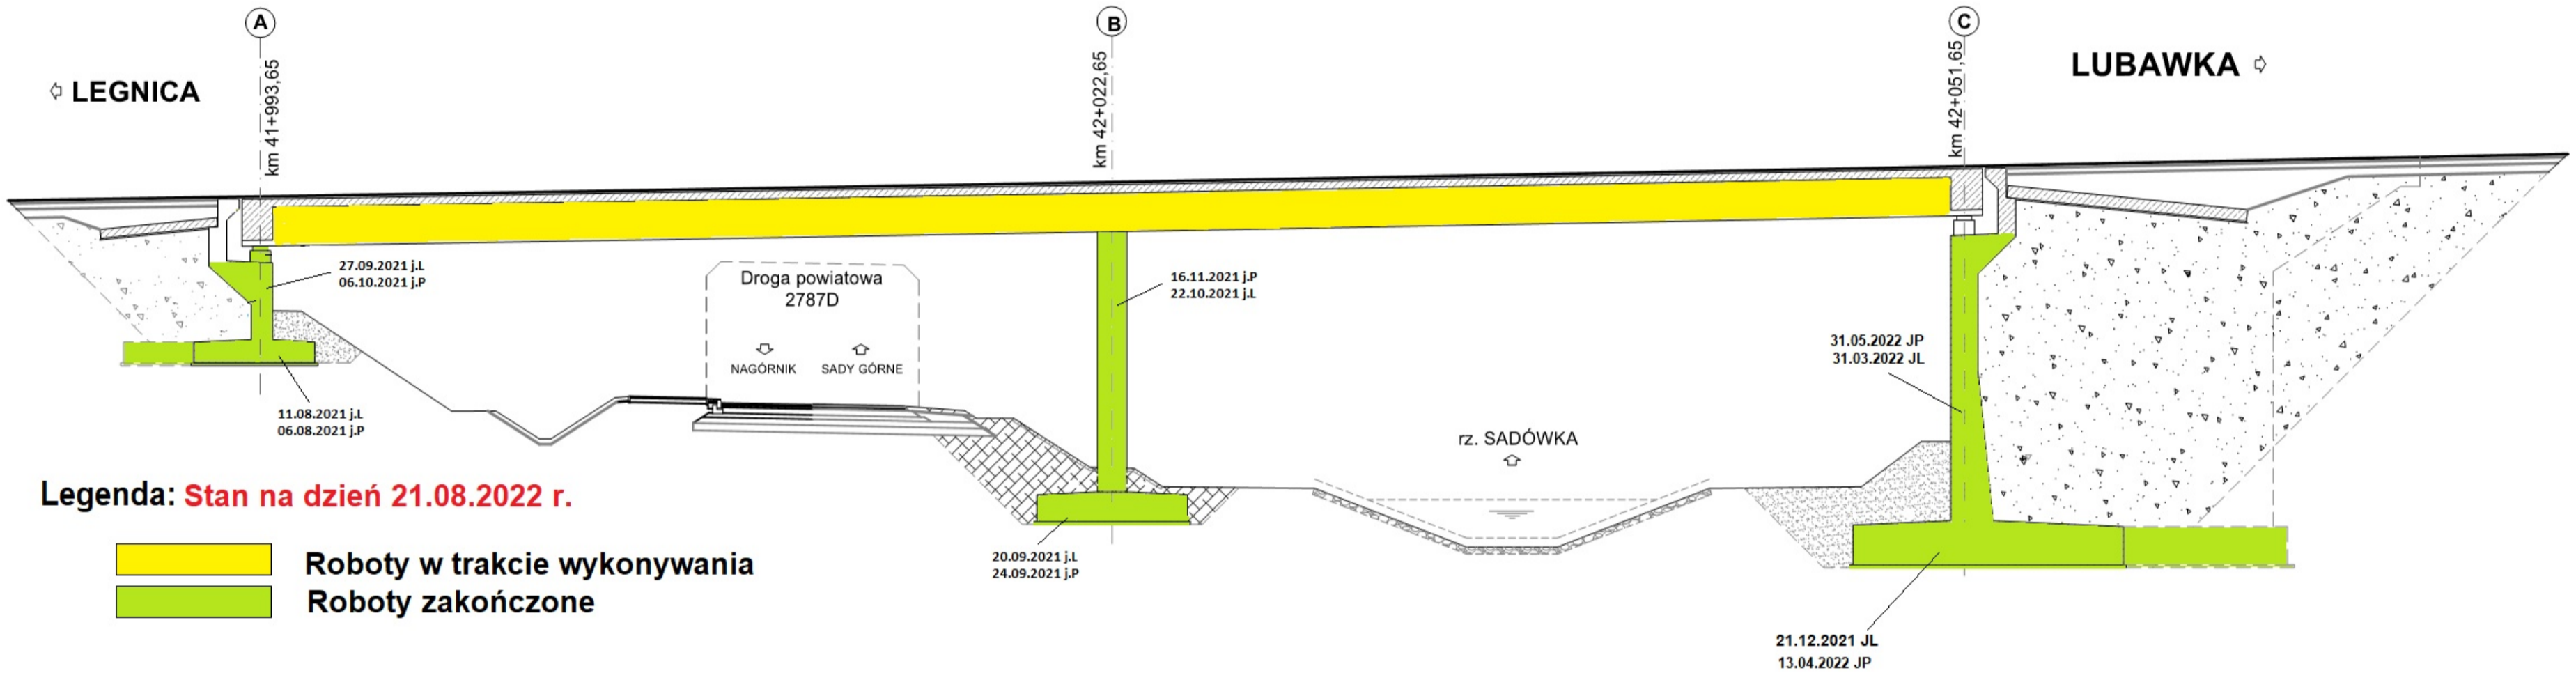 A
B
C
km 41+993,65
km 42+022,65
km 42+051,65
LEGNICA
LUBAWKA
27.09.2021 j.L
06.10.2021 j.P
Droga powiatowa
2787D
NAGÓRNIK SADY GÓRNE
16.11.2021 j.P
22.10.2021 j.L
31.05.2022 JP
31.03.2022 JL
11.08.2021 j.L
06.08.2021 j.P
rz. SADÓWKA
Legenda: Stan na dzień 21.08.2022 r.
Roboty w trakcie wykonywania
Roboty zakończone
20.09.2021 j.L
24.09.2021 j.P
21.12.2021 JL
13.04.2022 JP